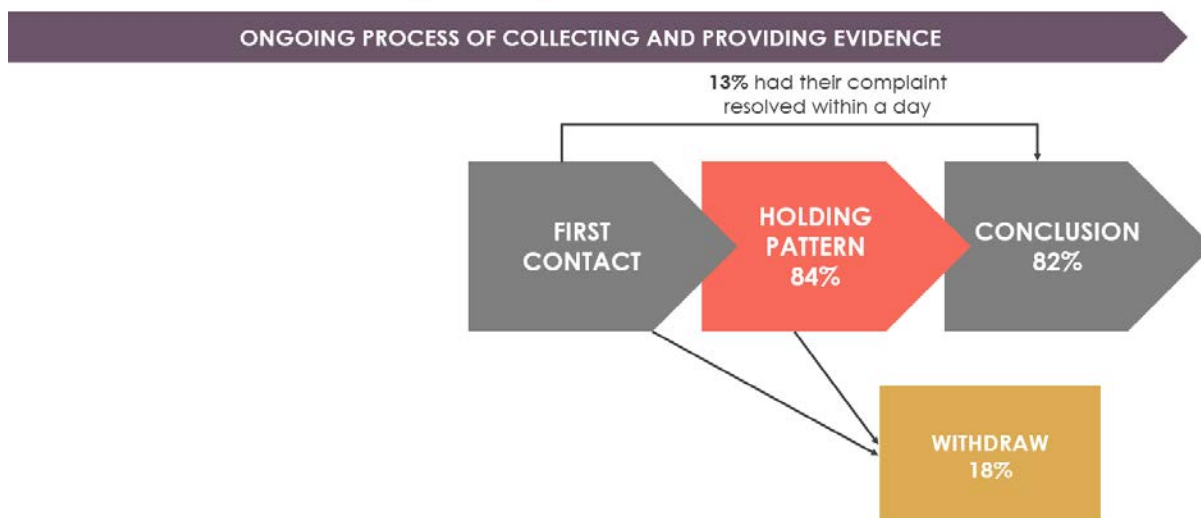 ONGOING PROCESS OF COLLECTING AND PROVIDING EVIDENCE
13% had their complaint
resolved within a day
FIRST
CONTACT
HOLDING
PATTERN
84%
CONCLUSION
82%
WITHDRAW
18%